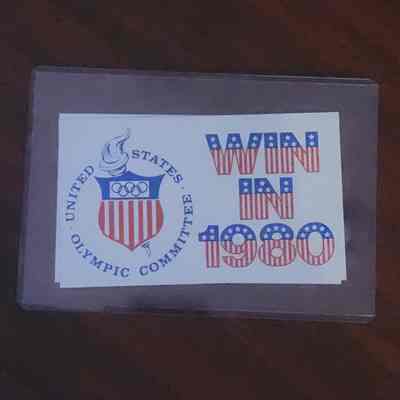 UNITED STATES
OLYMPIC COMMITTEE
WIN
IN
1980